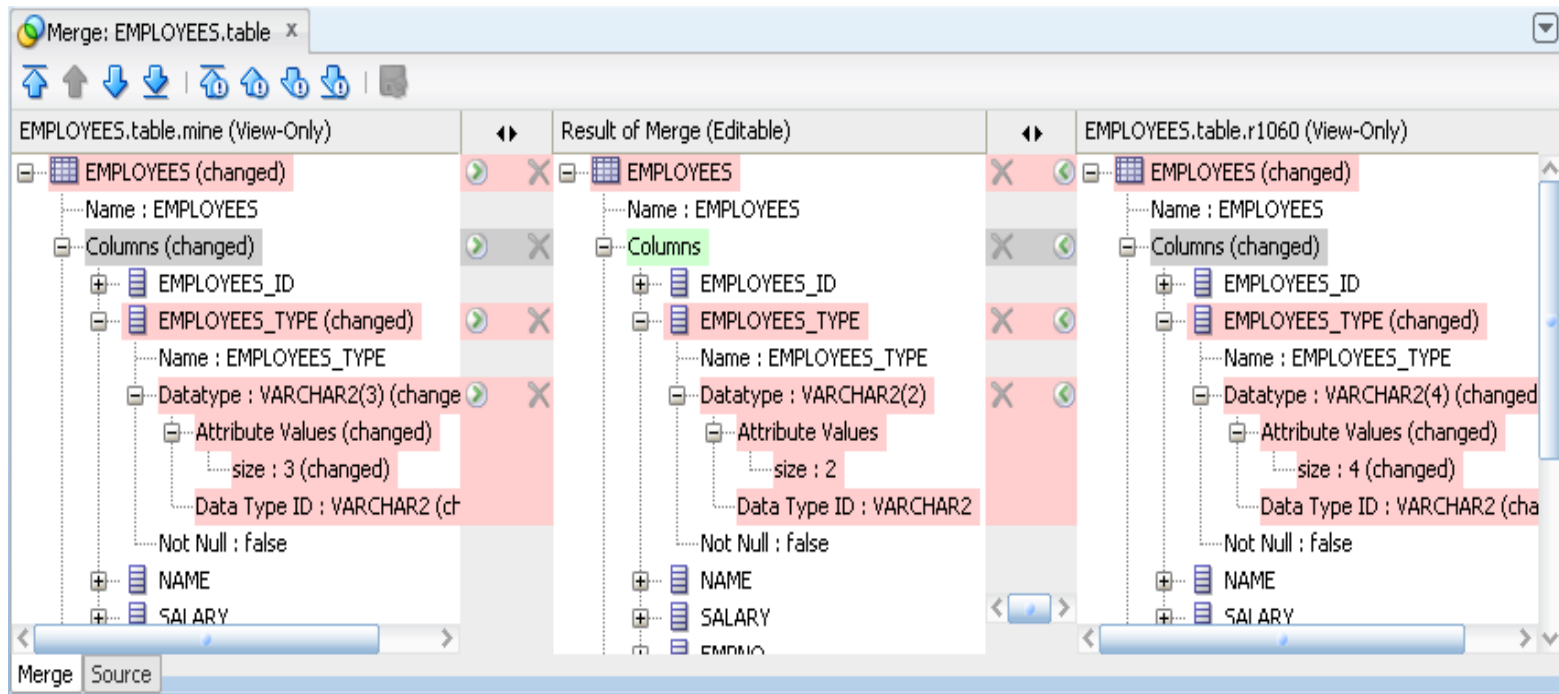 Merge: EMPLOYEES.table x
EMPLOYEES.table.mine (View-Only)
EMPLOYEES (changed)
Name : EMPLOYEES
Columns (changed)
EMPLOYEES_ID
EMPLOYEES_TYPE (changed)
Name : EMPLOYEES_TYPE
Datatype : VARCHAR2(3) (change
Attribute Values (changed)
size : 3 (changed)
Data Type ID : VARCHAR2 (ch
Not Null : false
NAME
SALARY
Result of Merge (Editable)
EMPLOYEES
Name : EMPLOYEES
Columns
EMPLOYEES_ID
EMPLOYEES_TYPE
Name : EMPLOYEES_TYPE
Datatype : VARCHAR2(2)
Attribute Values
size : 2
Data Type ID : VARCHAR2
Not Null : false
NAME
SALARY
EMPNO
EMPLOYEES.table.r1060 (View-Only)
EMPLOYEES (changed)
Name : EMPLOYEES
Columns (changed)
EMPLOYEES_ID
EMPLOYEES_TYPE (changed)
Name : EMPLOYEES_TYPE
Datatype : VARCHAR2(4) (changed
Attribute Values (changed)
size : 4 (changed)
Data Type ID : VARCHAR2 (cha
Not Null : false
NAME
SALARY
Merge Source